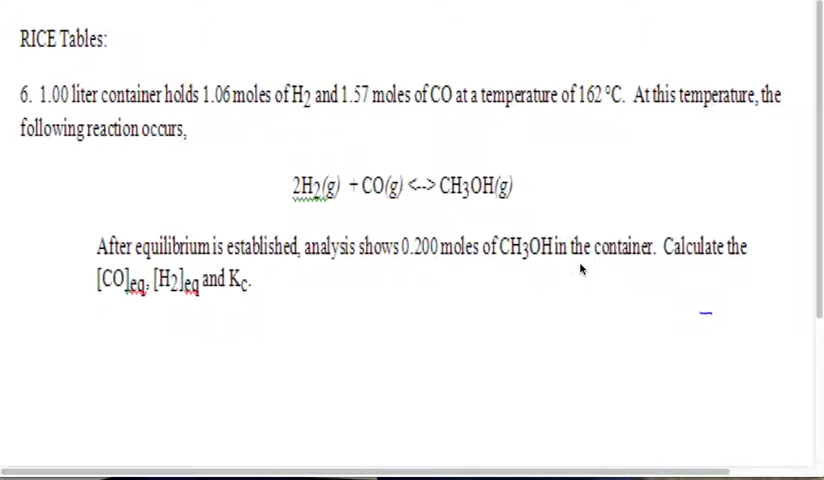 RICE Tables:
6. 1.00 liter container holds 1.06 moles of H2 and 1.57 moles of CO at a temperature of 162 °C. At this temperature, the
following reaction occurs,
2H2(g) + CO(g) <--> CH3OH(g)
After equilibrium is established, analysis shows 0.200 moles of CH3OH in the container. Calculate the
[CO]eq, [H2]eq and Kc.